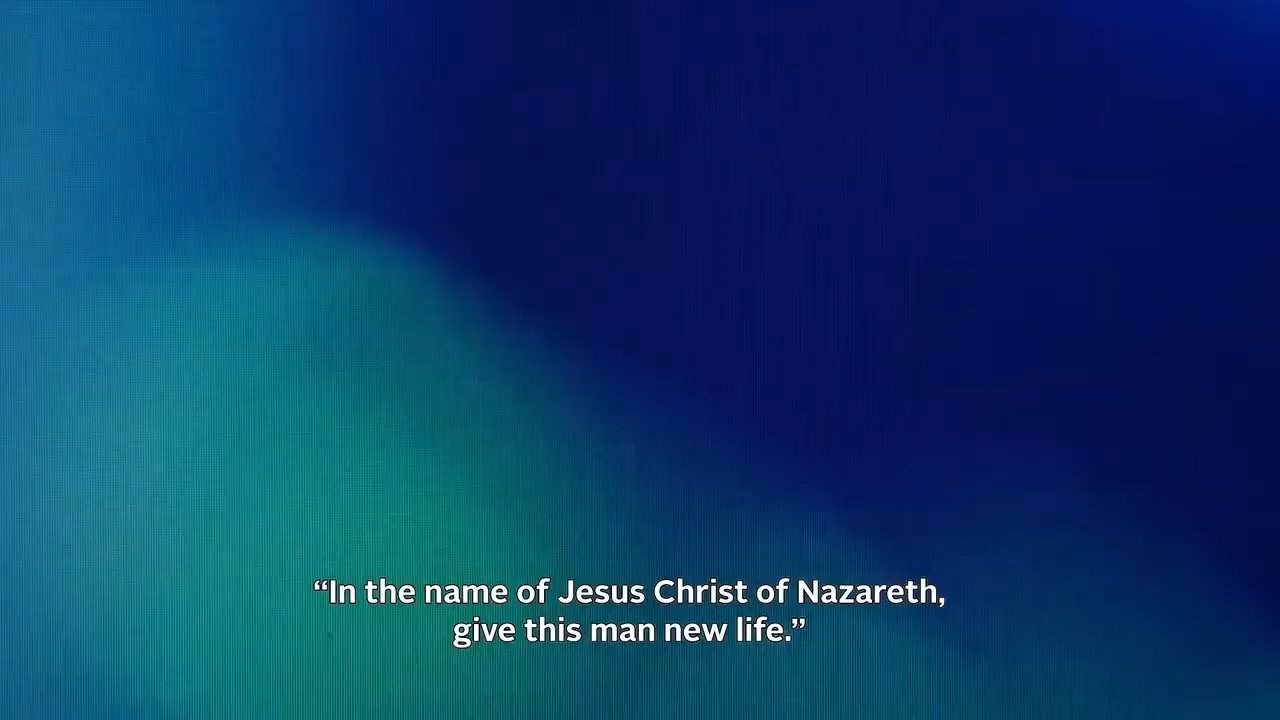 “In the name of Jesus Christ of Nazareth,
give this man new life.”